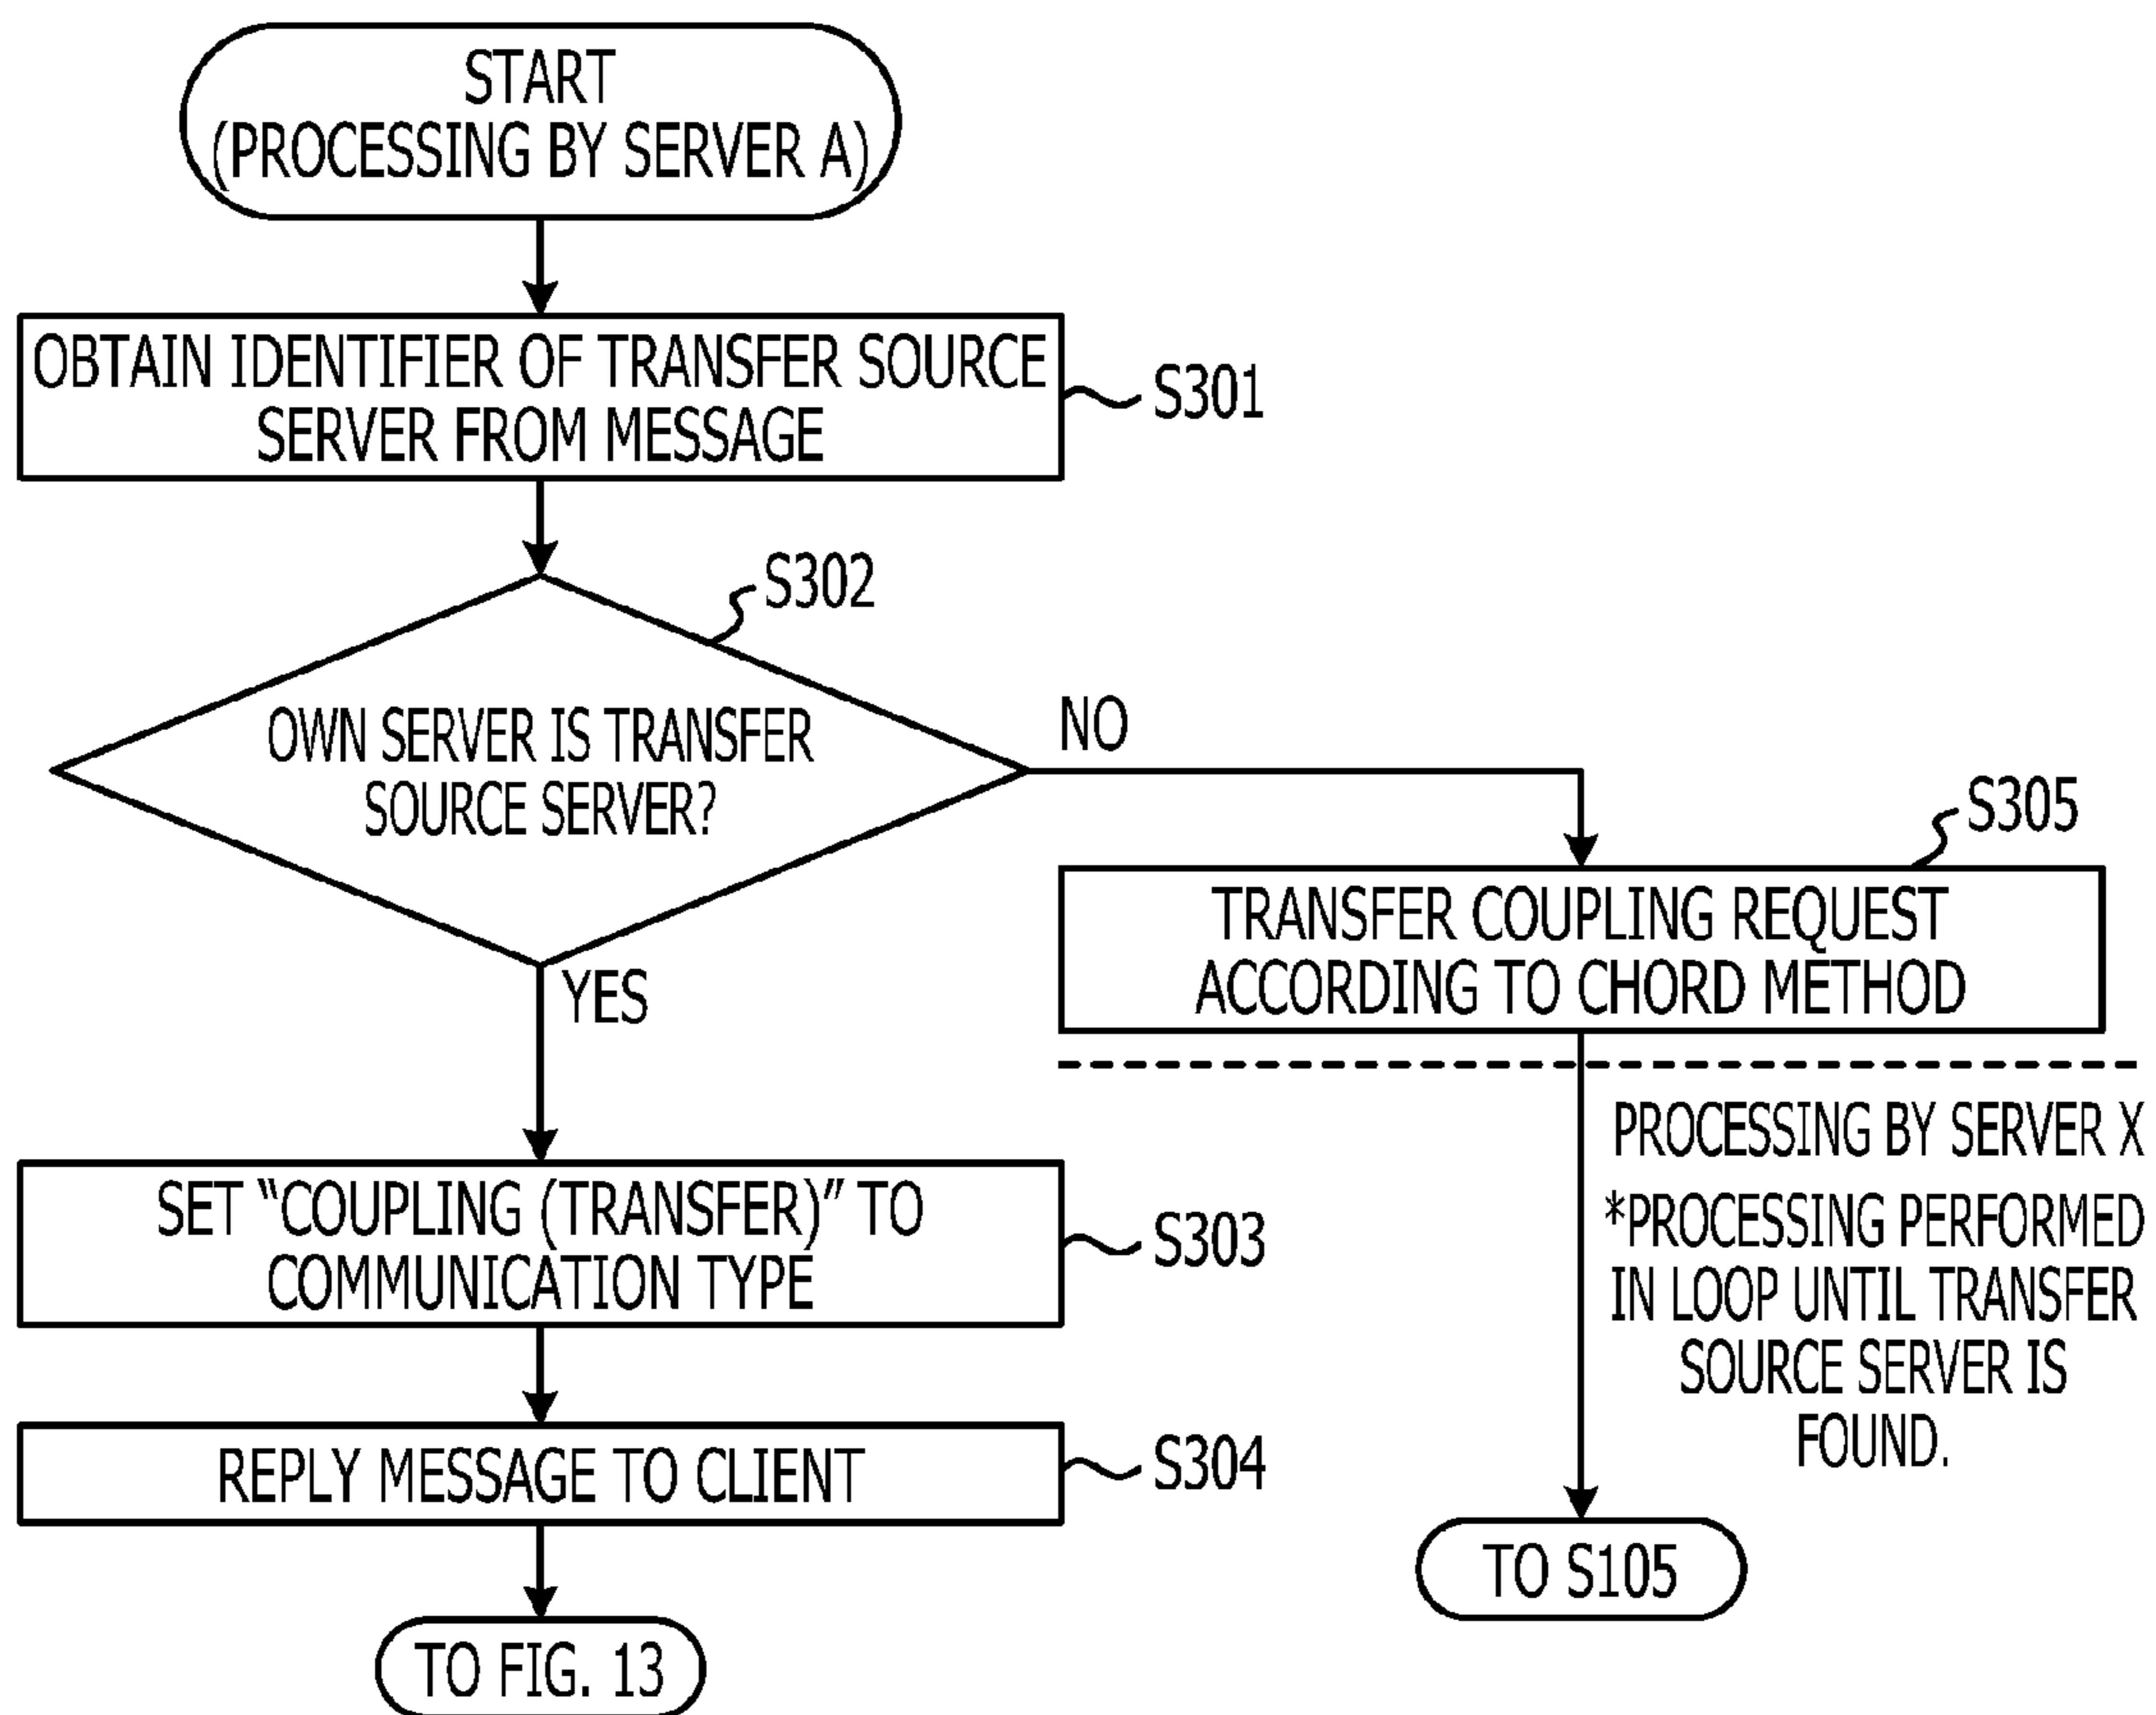 START
(PROCESSING BY SERVER A)
OBTAIN IDENTIFIER OF TRANSFER SOURCE
SERVER FROM MESSAGE
S301
S302
OWN SERVER IS TRANSFER
SOURCE SERVER?
NO
YES
S305
TRANSFER COUPLING REQUEST
ACCORDING TO CHORD METHOD
PROCESSING BY SERVER X
*PROCESSING PERFORMED
IN LOOP UNTIL TRANSFER
SOURCE SERVER IS
FOUND.
TO S105
SET “COUPLING (TRANSFER)” TO
COMMUNICATION TYPE
S303
REPLY MESSAGE TO CLIENT
S304
TO FIG. 13